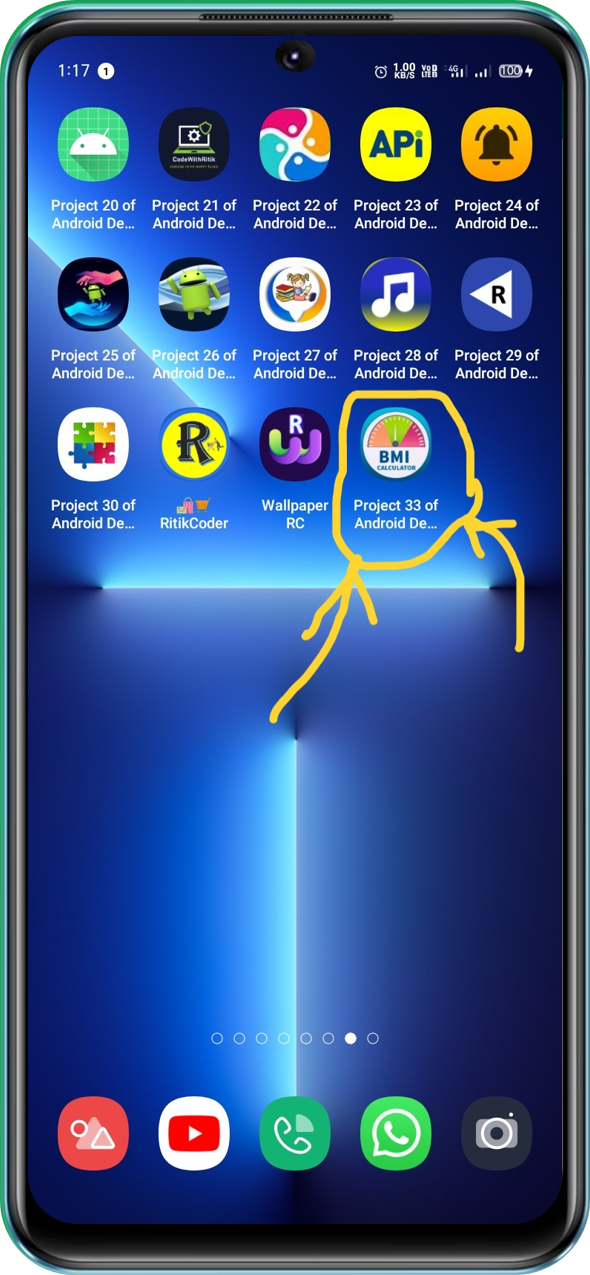 1:17 1 1.00 KB/S VoD LTE 4G 100
CodeWithRitik
APi
Project 20 of Project 21 of Project 22 of Project 23 of Project 24 of
Android De... Android De... Android De... Android De... Android De...
R
Project 25 of Project 26 of Project 27 of Project 28 of Project 29 of
Android De... Android De... Android De... Android De... Android De...
R
R
W
BMI
CALCULATOR
Project 30 of
Android De...
RitikCoder
Wallpaper
RC
Project 33 of
Android De...